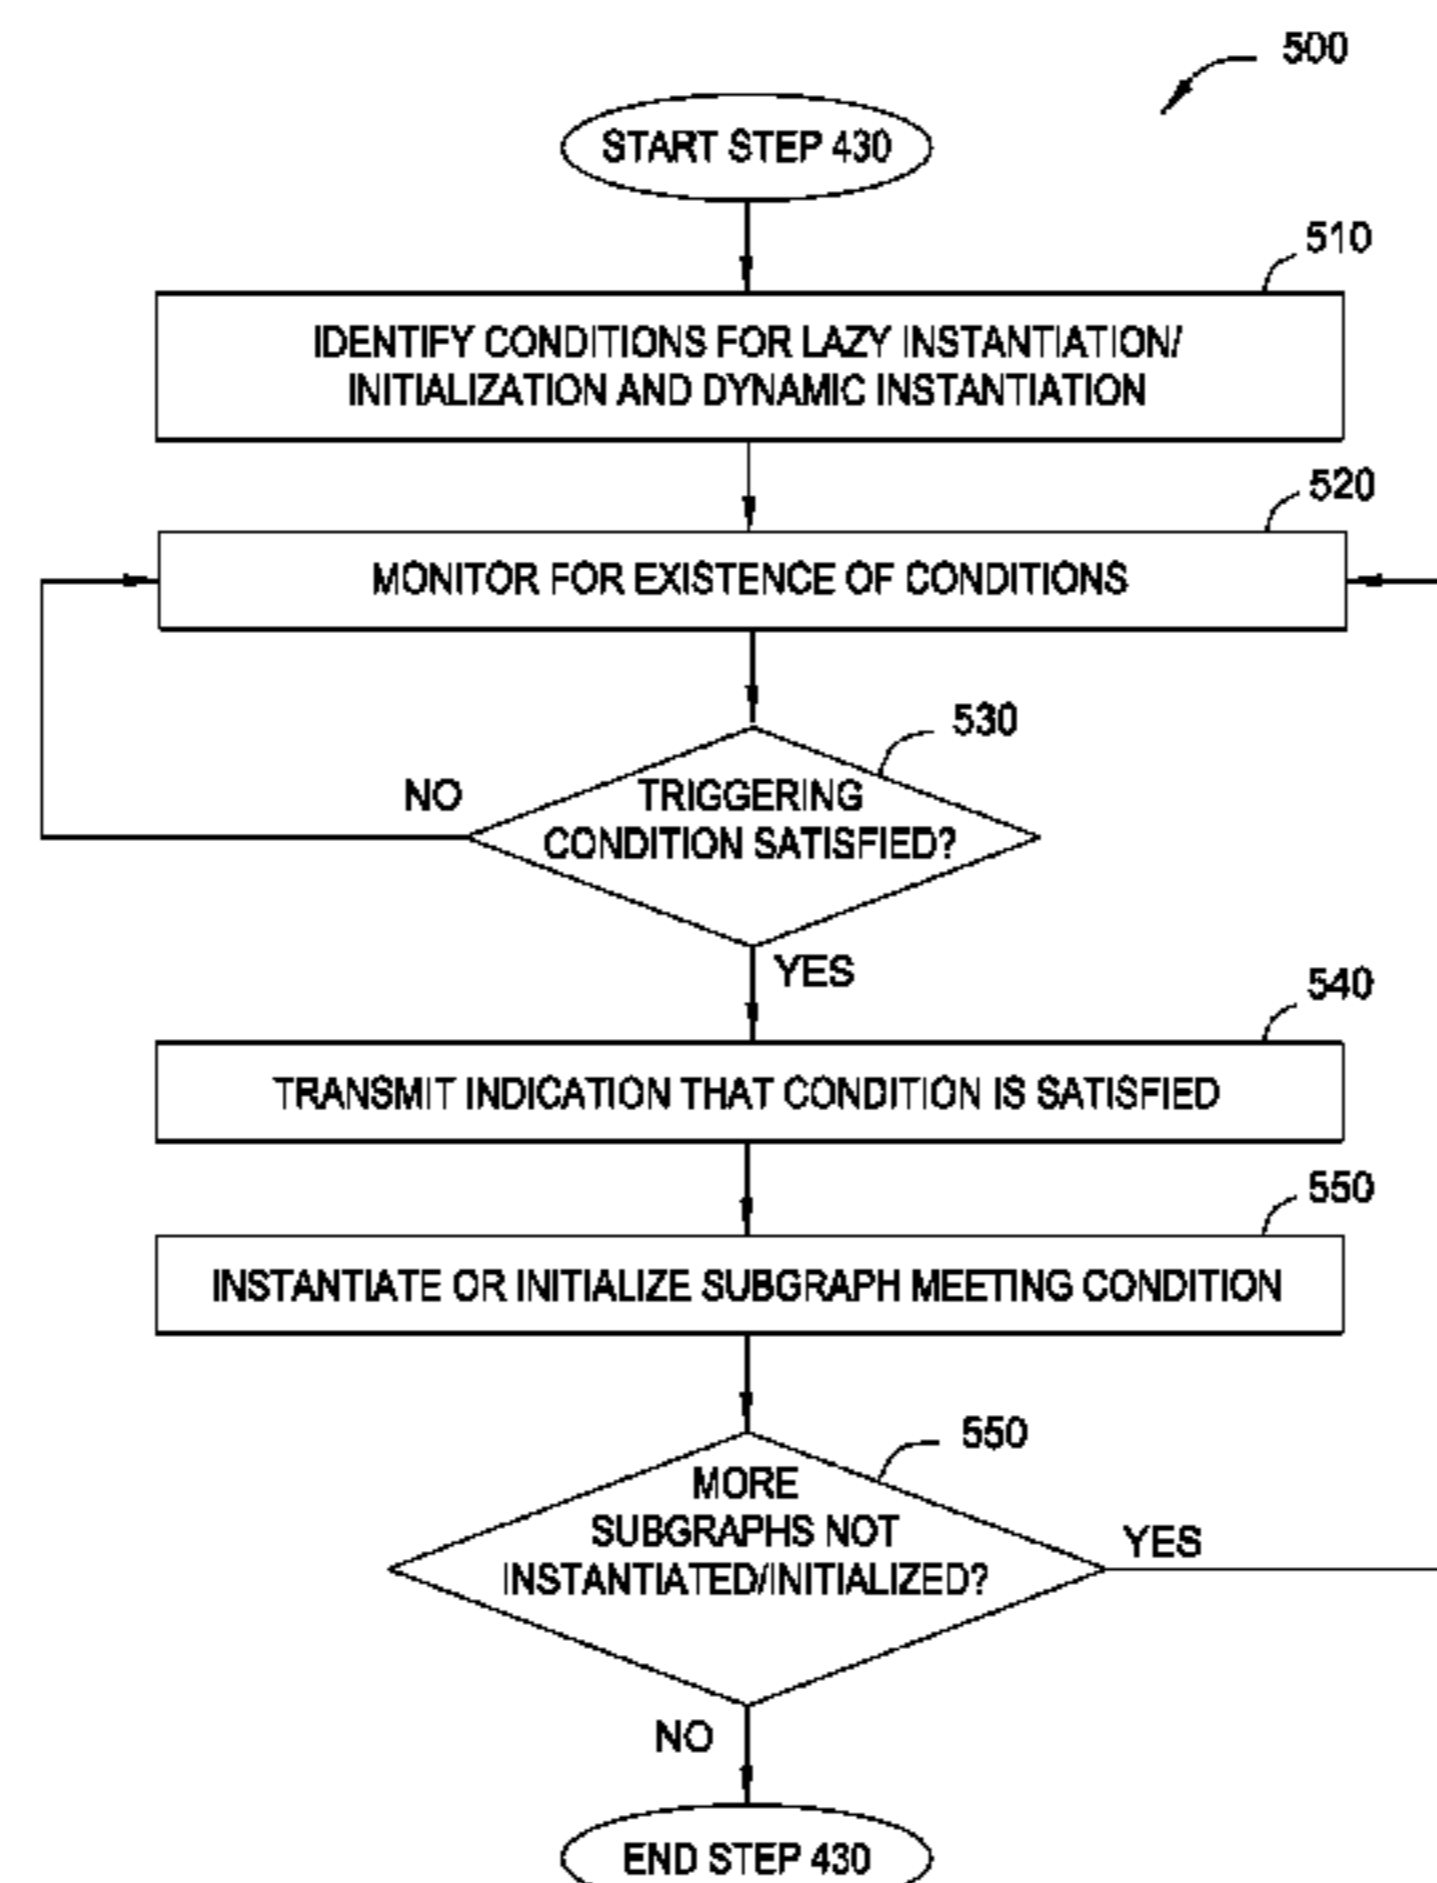 500
START STEP 430
510
IDENTIFY CONDITIONS FOR LAZY INSTANTIATION/
INITIALIZATION AND DYNAMIC INSTANTIATION
520
MONITOR FOR EXISTENCE OF CONDITIONS
530
NO
TRIGGERING
CONDITION SATISFIED?
YES
540
TRANSMIT INDICATION THAT CONDITION IS SATISFIED
550
INSTANTIATE OR INITIALIZE SUBGRAPH MEETING CONDITION
550
MORE
SUBGRAPHS NOT
INSTANTIATED/INITIALIZED?
YES
NO
END STEP 430